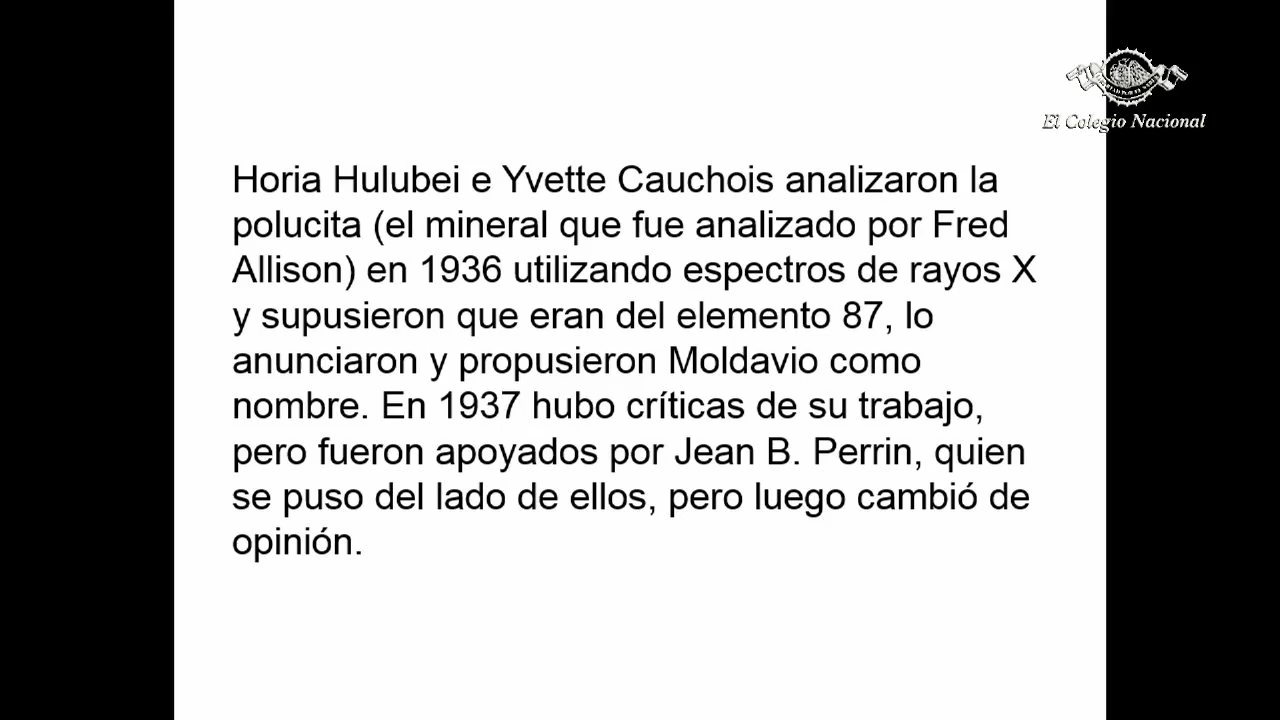 El Colegio Nacional
Horia Hulubei e Yvette Cauchois analizaron la
polucita (el mineral que fue analizado por Fred
Allison) en 1936 utilizando espectros de rayos X
y supusieron que eran del elemento 87, lo
anunciaron y propusieron Moldavio como
nombre. En 1937 hubo críticas de su trabajo,
pero fueron apoyados por Jean B. Perrin, quien
se puso del lado de ellos, pero luego cambió de
opinión.